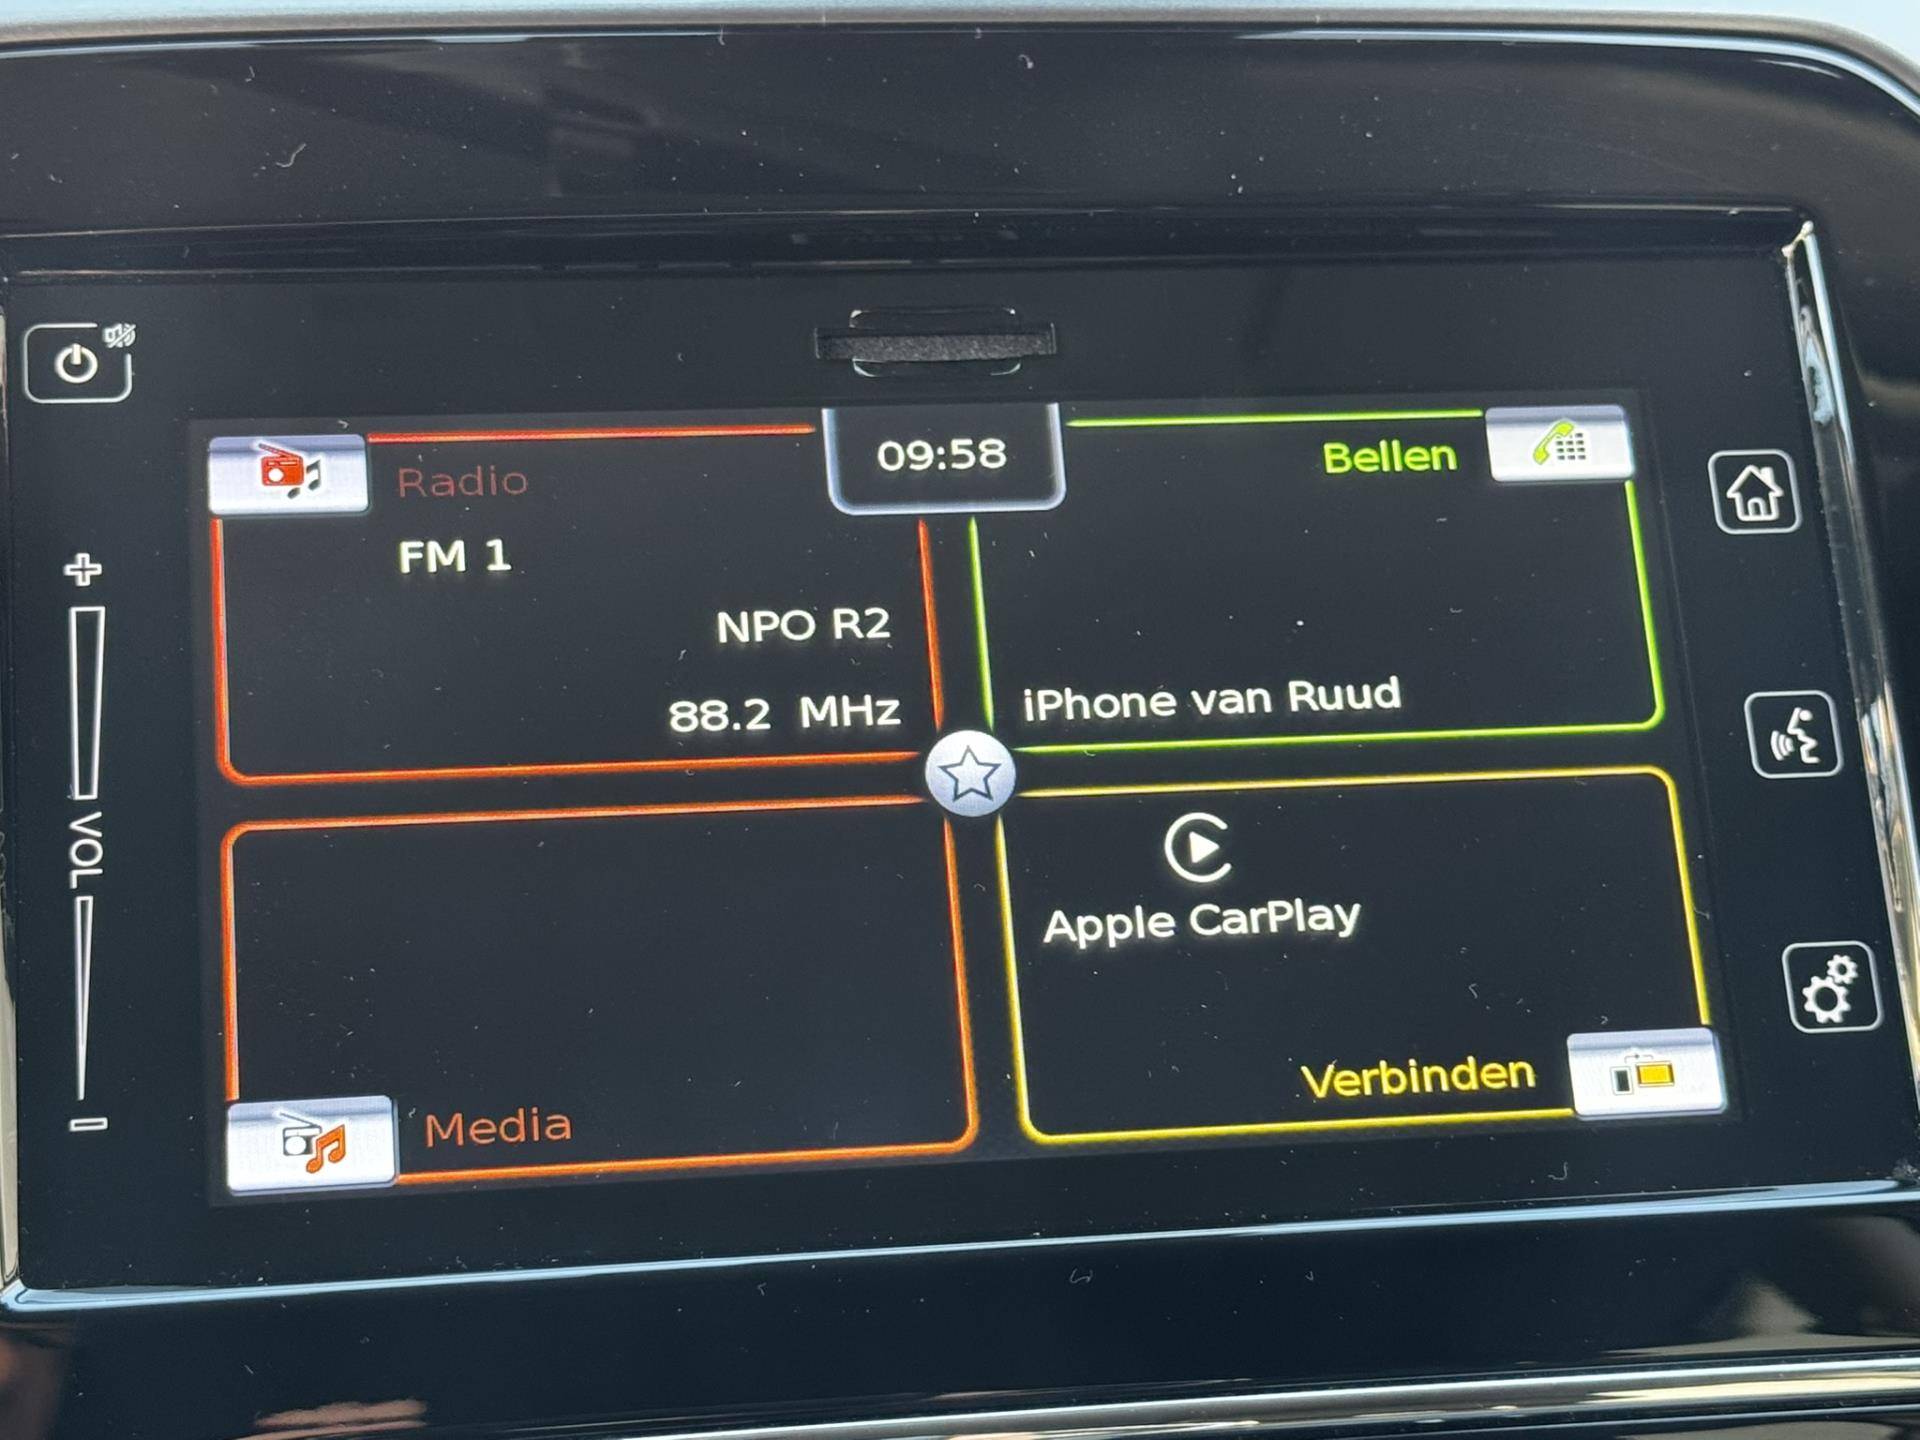 09:58
Radio
FM 1
NPO R2
88.2 MHz
Bellen
iPhone van Ruud
Media
Apple CarPlay
Verbinden
+
VOL
-